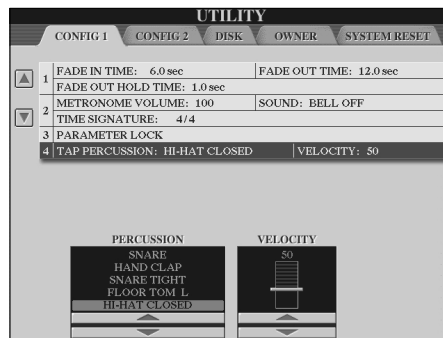 UTILITY
CONFIG 1 CONFIG 2 DISK OWNER SYSTEM RESET
1 FADE IN TIME: 6.0 sec FADE OUT TIME: 12.0 sec
FADE OUT HOLD TIME: 1.0 sec
2 METRONOME VOLUME: 100 SOUND: BELL OFF
TIME SIGNATURE: 4/4
3 PARAMETER LOCK
4 TAP PERCUSSION: HI-HAT CLOSED VELOCITY: 50
PERCUSSION VELOCITY
SNARE 50
HAND CLAP
SNARE TIGHT
FLOOR TOM L
HI-HAT CLOSED